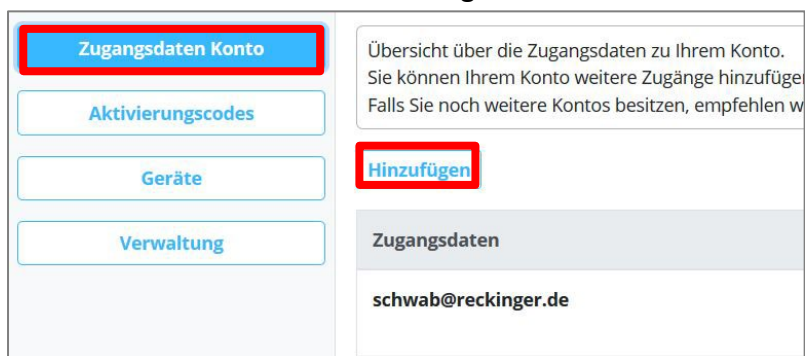 Zugangsdaten Konto
Aktivierungscodes
Geräte
Verwaltung
Übersicht über die Zugangsdaten zu Ihrem Konto.
Sie können Ihrem Konto weitere Zugänge hinzufüge
Falls Sie noch weitere Kontos besitzen, empfehlen w
Hinzufügen
Zugangsdaten
schwab@reckinger.de